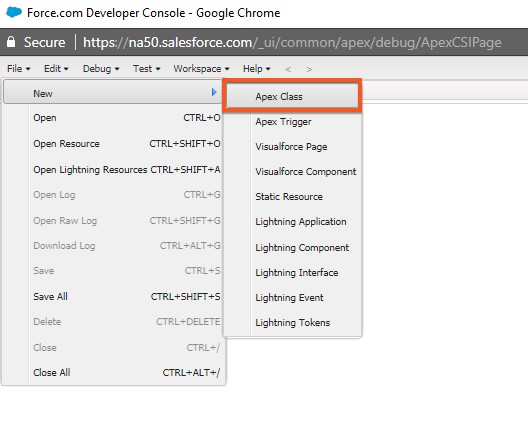 Force.com Developer Console - Google Chrome
Secure | https://na50.salesforce.com/_ui/common/apex/debug/ApexCSIPage
File ▾ Edit ▾ Debug ▾ Test ▾ Workspace ▾ Help ▾ < >
New
Open CTRL+O
Open Resource CTRL+SHIFT+O
Open Lightning Resources CTRL+SHIFT+A
Open Log CTRL+G
Open Raw Log CTRL+SHIFT+G
Download Log CTRL+ALT+G
Save CTRL+S
Save All CTRL+SHIFT+S
Delete CTRL+DELETE
Close CTRL+/
Close All CTRL+ALT+/
Apex Class
Apex Trigger
Visualforce Page
Visualforce Component
Static Resource
Lightning Application
Lightning Component
Lightning Interface
Lightning Event
Lightning Tokens